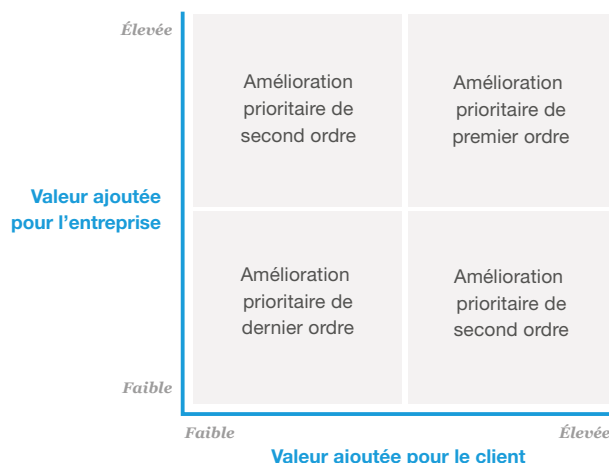 Élevée
Amélioration
prioritaire de
second ordre
Amélioration
prioritaire de
premier ordre
Valeur ajoutée
pour l’entreprise
Amélioration
prioritaire de
dernier ordre
Amélioration
prioritaire de
second ordre
Faible
Faible
Élevée
Valeur ajoutée pour le client